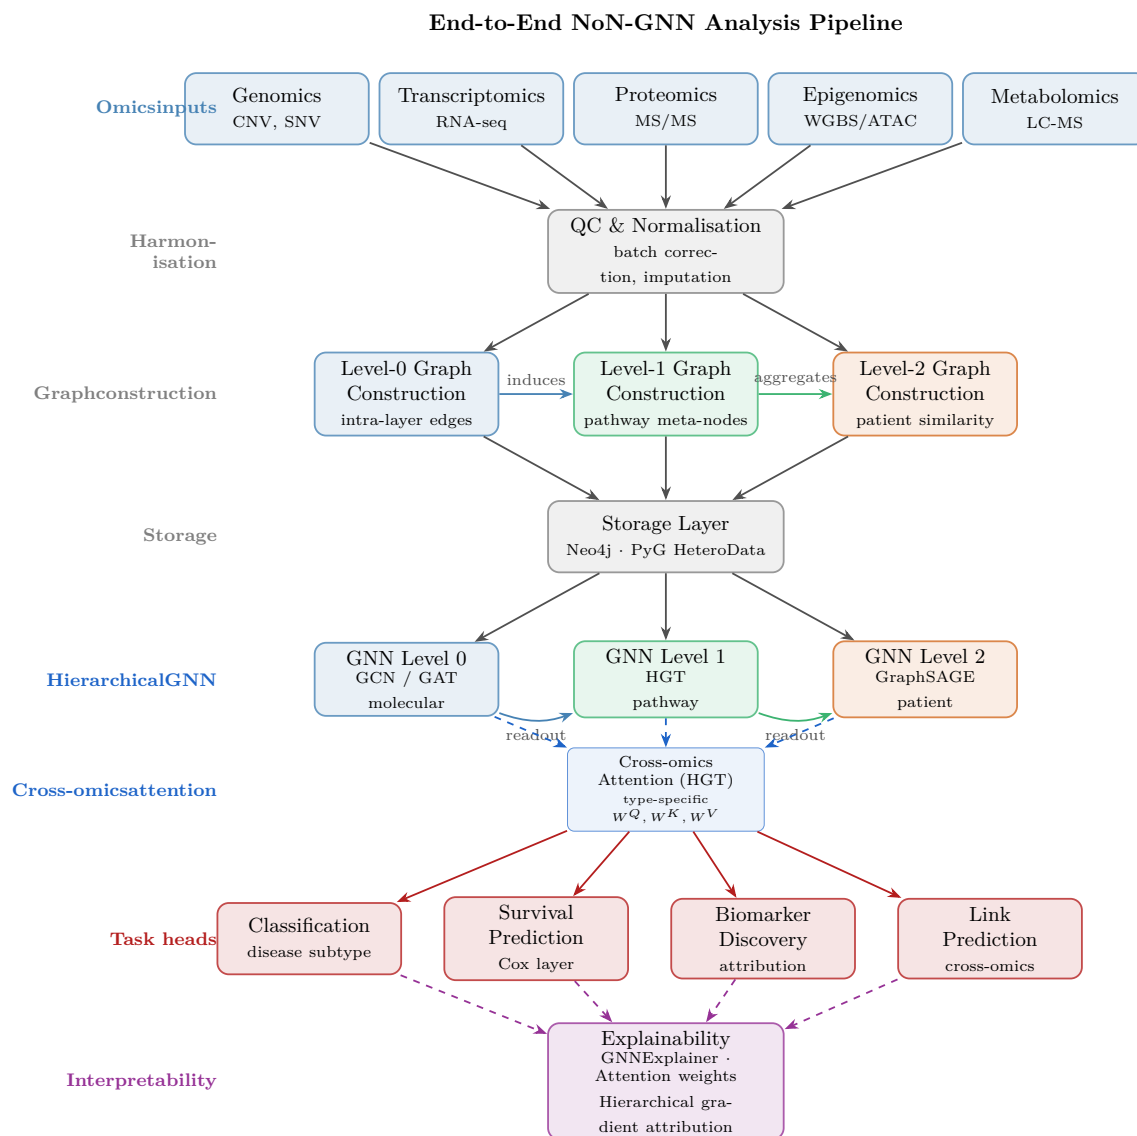 End-to-End NoN-GNN Analysis Pipeline
Omicsinputs
Genomics
CNV, SNV
Transcriptomics
RNA-seq
Proteomics
MS/MS
Epigenomics
WGBS/ATAC
Metabolomics
LC-MS
Harmon-
isation
QC & Normalisation
batch correc-
tion, imputation
Graphconstruction
Level-0 Graph
Construction
intra-layer edges
induces
Level-1 Graph
Construction
pathway meta-nodes
aggregates
Level-2 Graph
Construction
patient similarity
Storage
Storage Layer
Neo4j · PyG HeteroData
HierarchicalGNN
GNN Level 0
GCN / GAT
molecular
GNN Level 1
HGT
pathway
GNN Level 2
GraphSAGE
patient
readout
readout
Cross-omicsattention
Cross-omics
Attention (HGT)
type-specific
W^Q, W^K, W^V
Task heads
Classification
disease subtype
Survival
Prediction
Cox layer
Biomarker
Discovery
attribution
Link
Prediction
cross-omics
Interpretability
Explainability
GNNExplainer ·
Attention weights
Hierarchical gra-
dient attribution